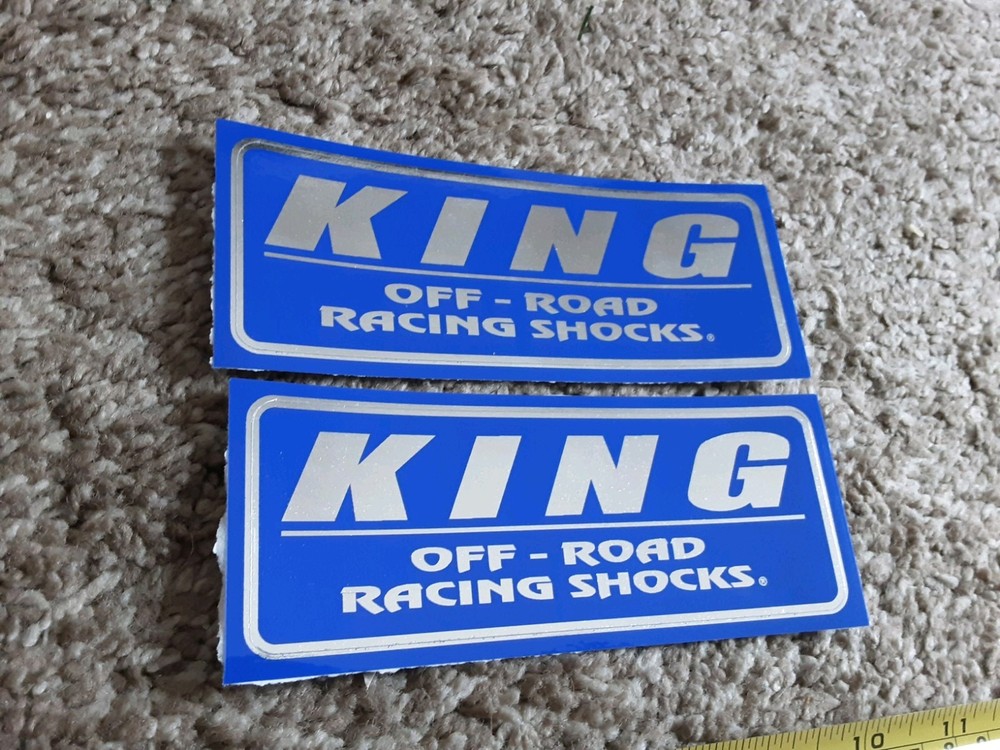 KING
OFF - ROAD
RACING SHOCKS®
KING
OFF - ROAD
RACING SHOCKS®
10 11